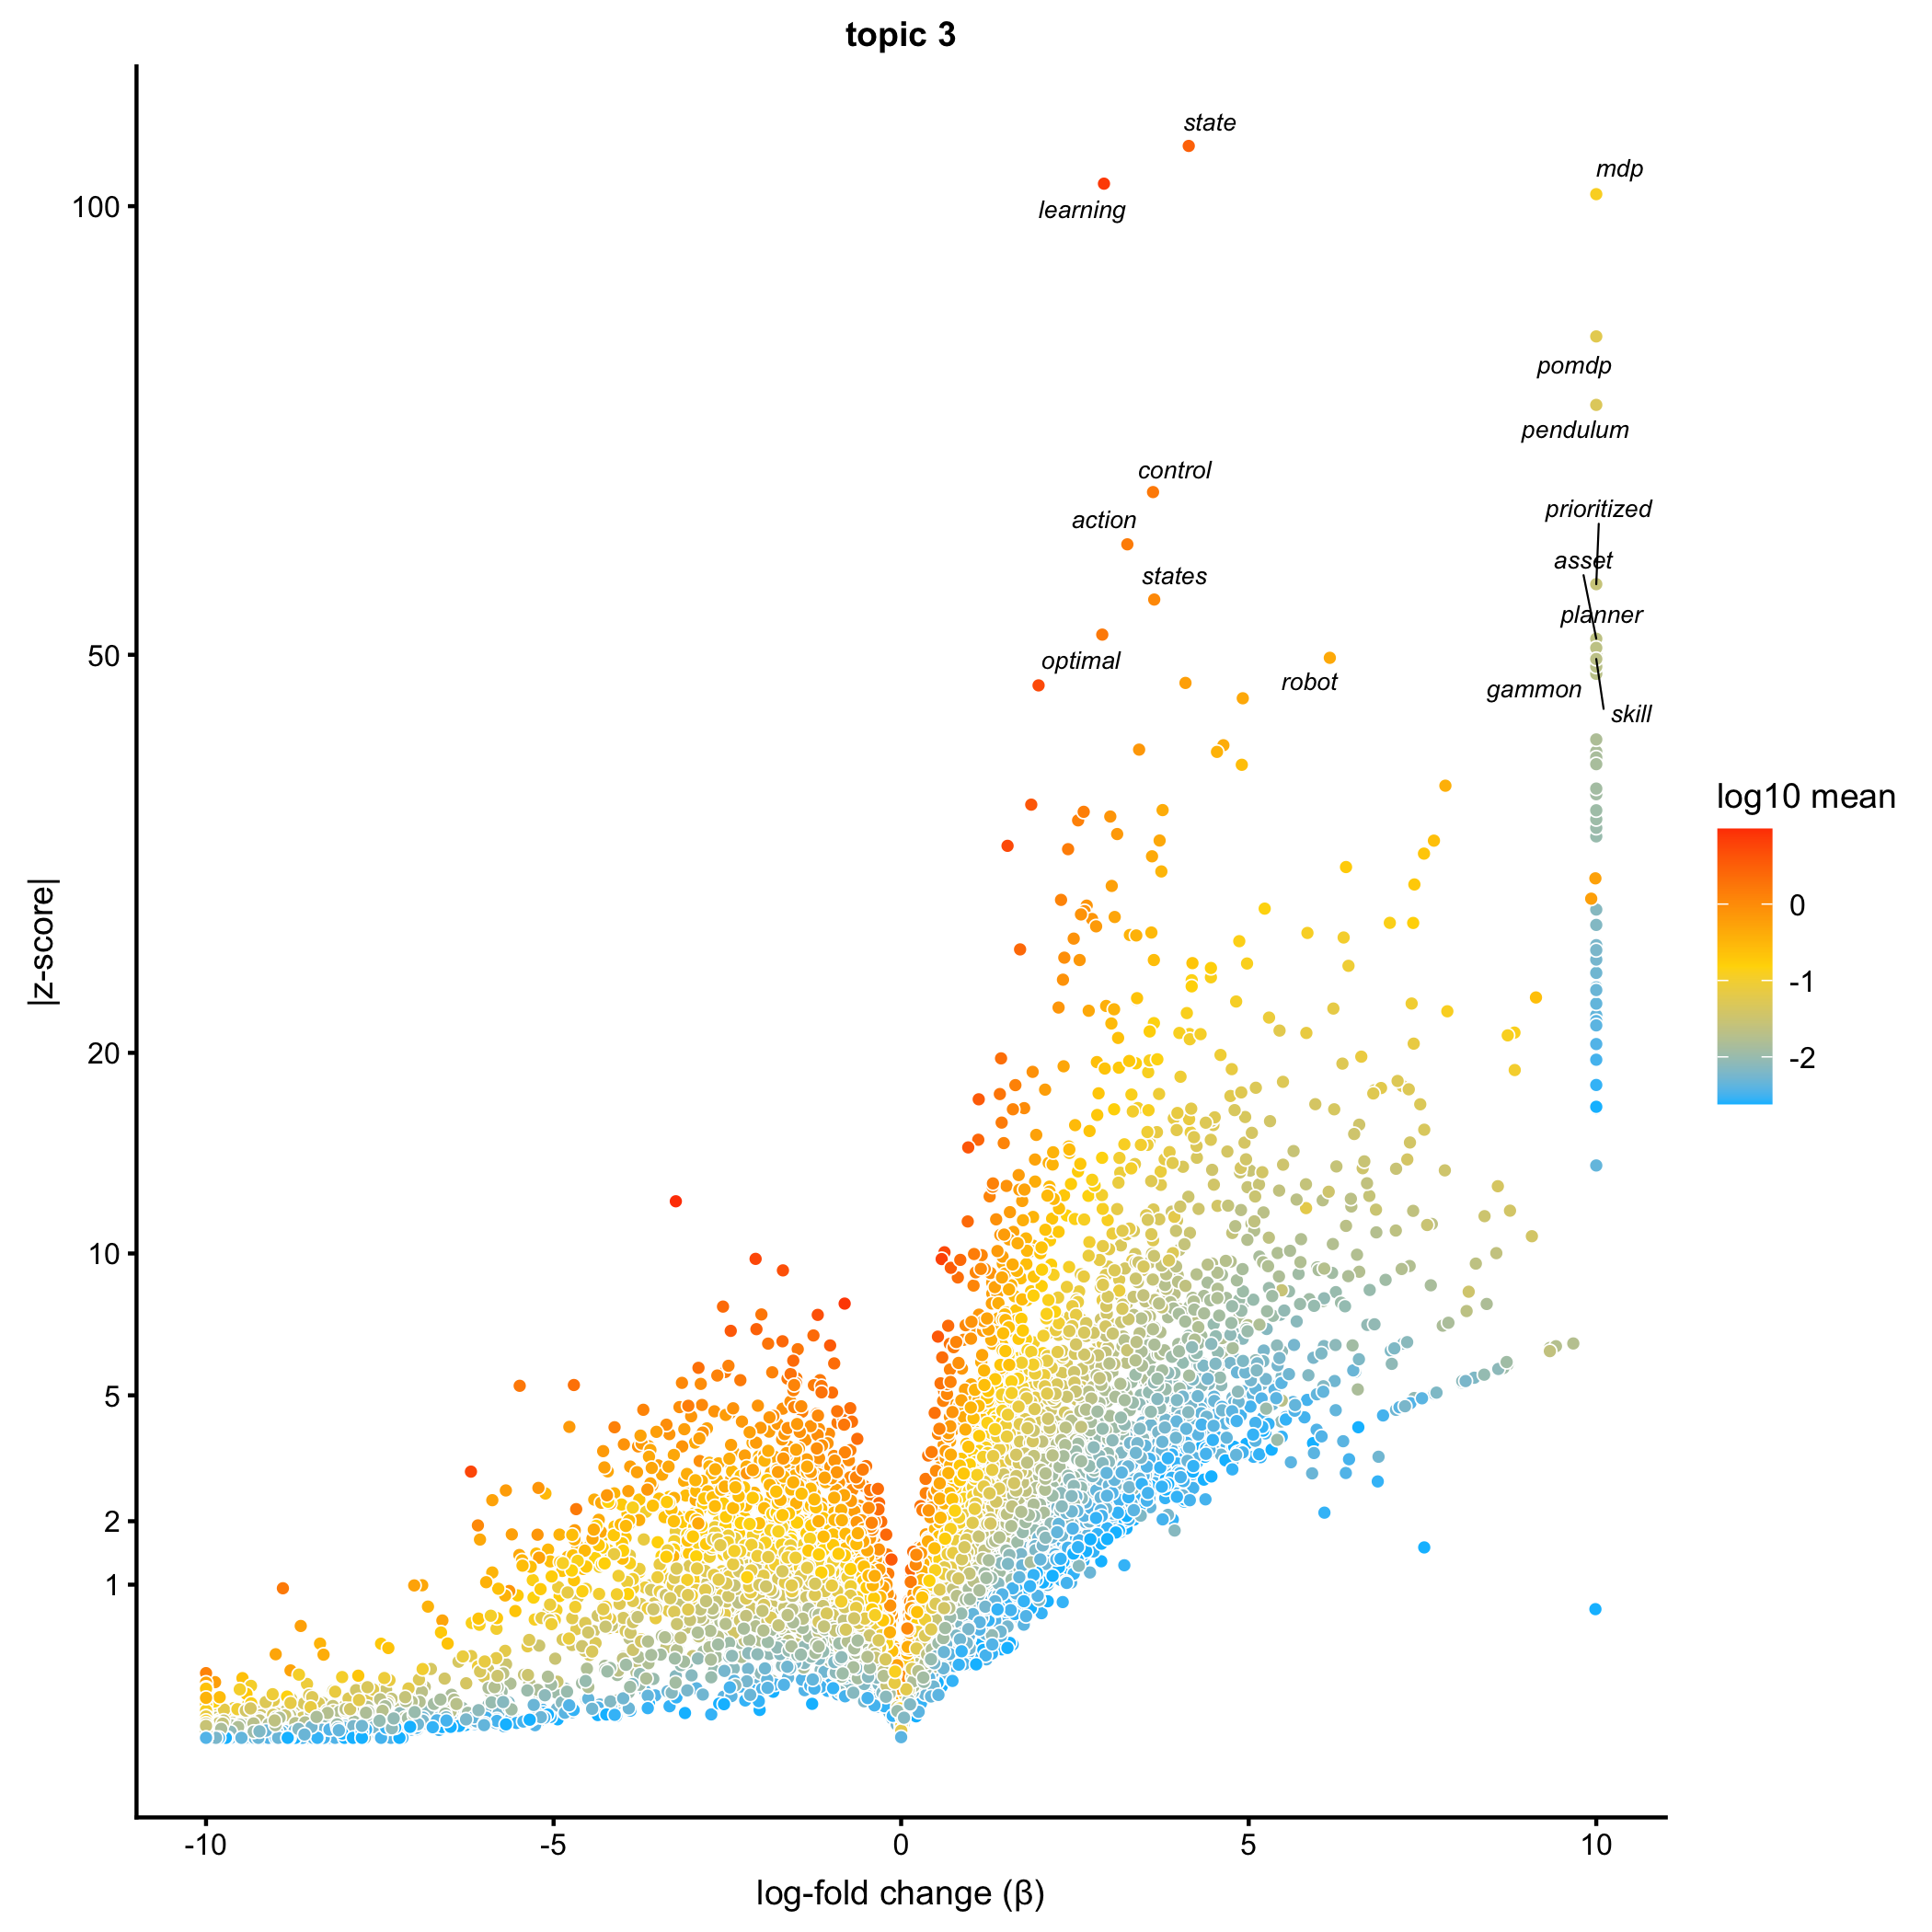 topic 3
state
mdp
learning
100
pomdp
pendulum
control
prioritized
action
asset
states
planner
50
optimal
robot
gammon
skill
log10 mean
0
-1
-2
|z-score|
20
10
5
2
1
-10
-5
0
5
10
log-fold change (β)